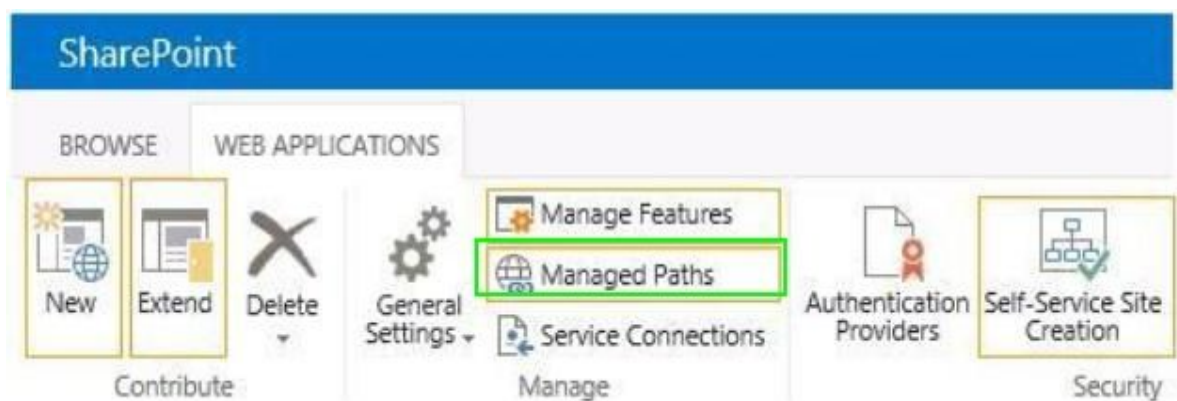 SharePoint
BROWSE
WEB APPLICATIONS
New
Extend
Delete
General
Settings
Manage Features
Managed Paths
Service Connections
Authentication
Providers
Self-Service Site
Creation
Contribute
Manage
Security